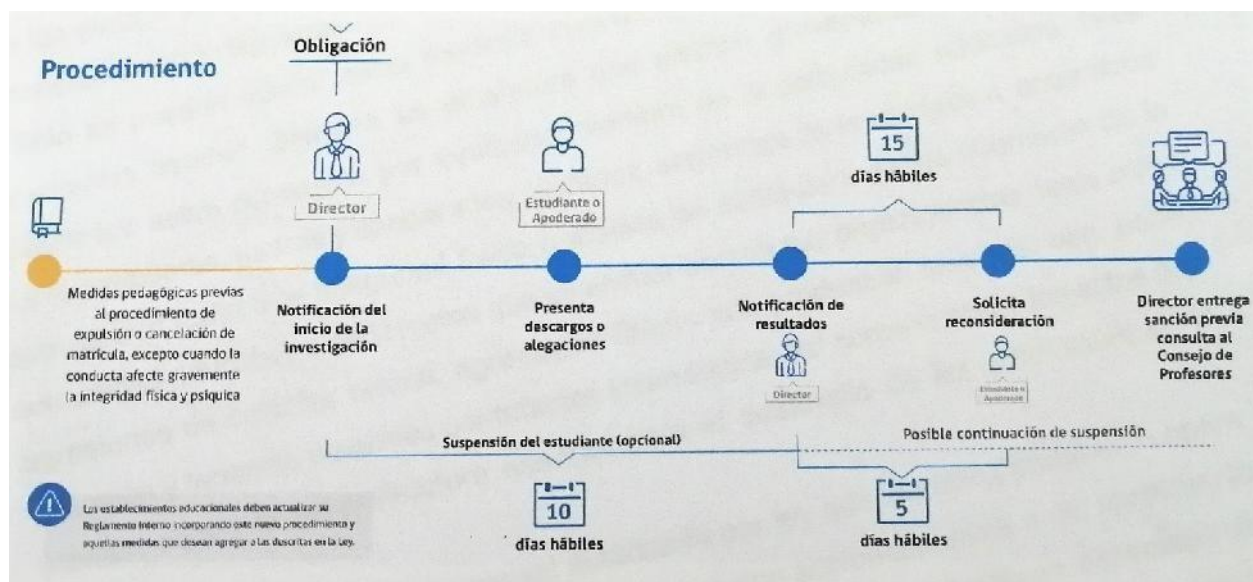 Obligación
Procedimiento
Director
Estudiante o
Apoderado
15
días hábiles
Medidas pedagógicas previas
al procedimiento de
expulsión o cancelación de
matrícula, excepto cuando la
conducta afecte gravemente
la integridad física y psíquica
Notificación del
inicio de la
investigación
Presenta
descargos o
alegaciones
Notificación de
resultados
Director
Solicita
reconsideración
Estudiante o
Apoderado
Director entrega
sanción previa
consulta al
Consejo de
Profesores
Suspensión del estudiante (opcional)
Posible continuación de suspensión
10
días hábiles
5
días hábiles
Los establecimientos educacionales deben actualizar su
Reglamento Interno incorporando este nuevo procedimiento y
aquellas medidas que desean agregar a las descritas en la Ley.